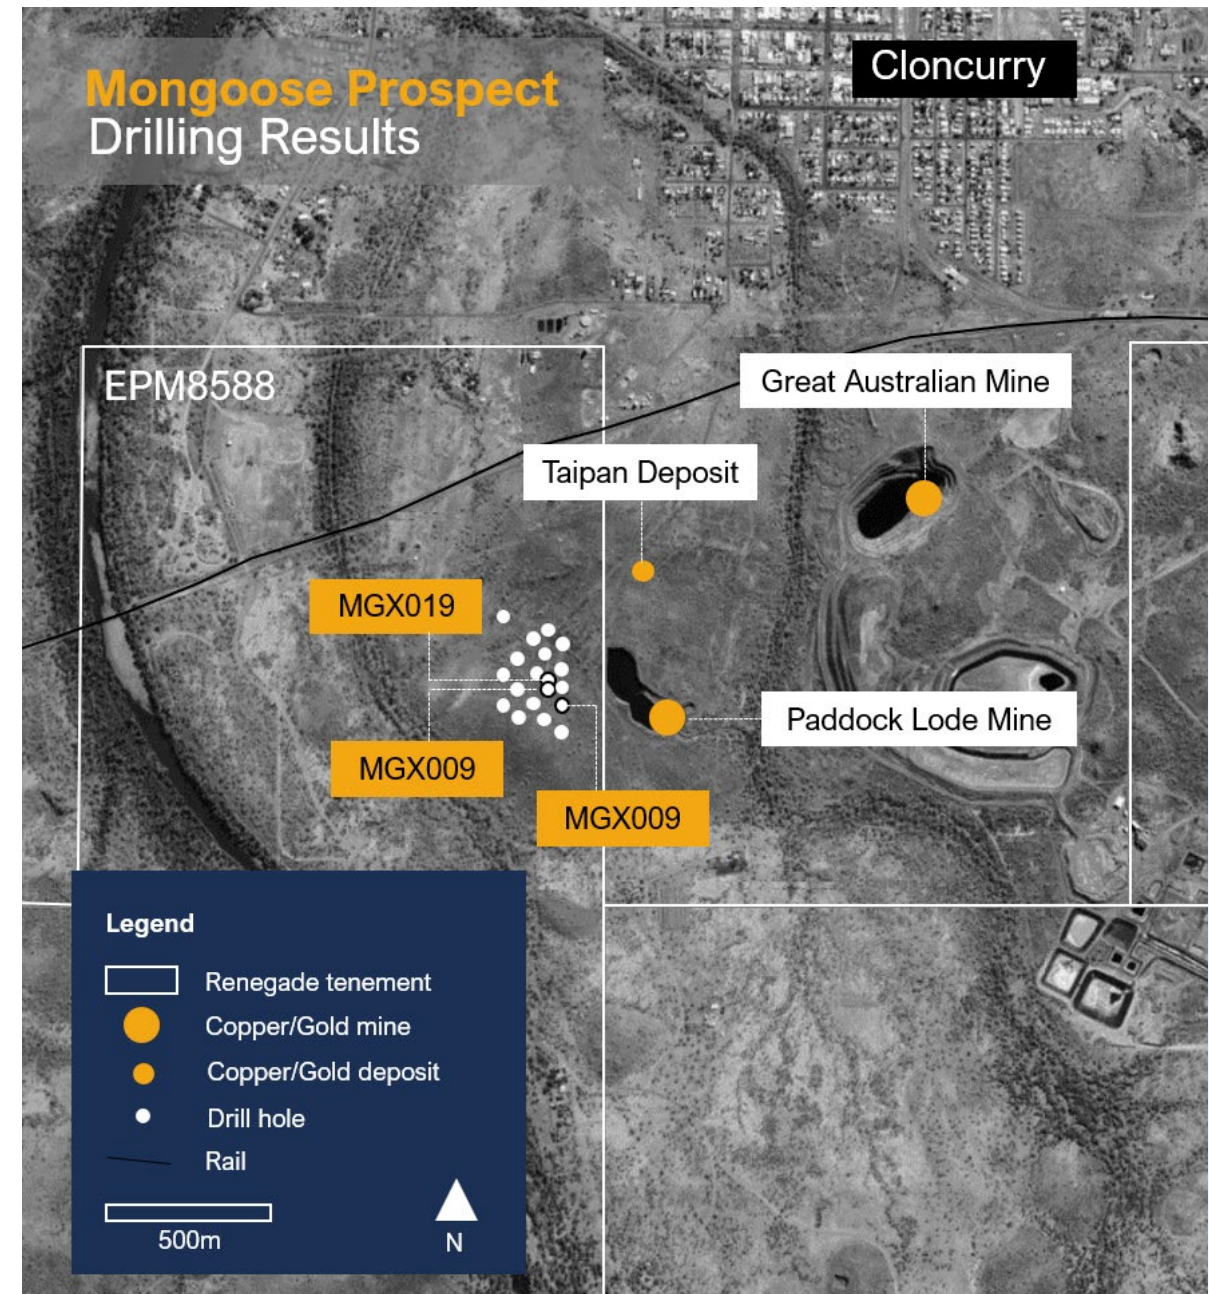 Mongoose Prospect
Drilling Results
Cloncurry
EPM8588
Great Australian Mine
Taipan Deposit
MGX019
Paddock Lode Mine
MGX009
MGX009
Legend
Renegade tenement
Copper/Gold mine
Copper/Gold deposit
Drill hole
Rail
500m
N